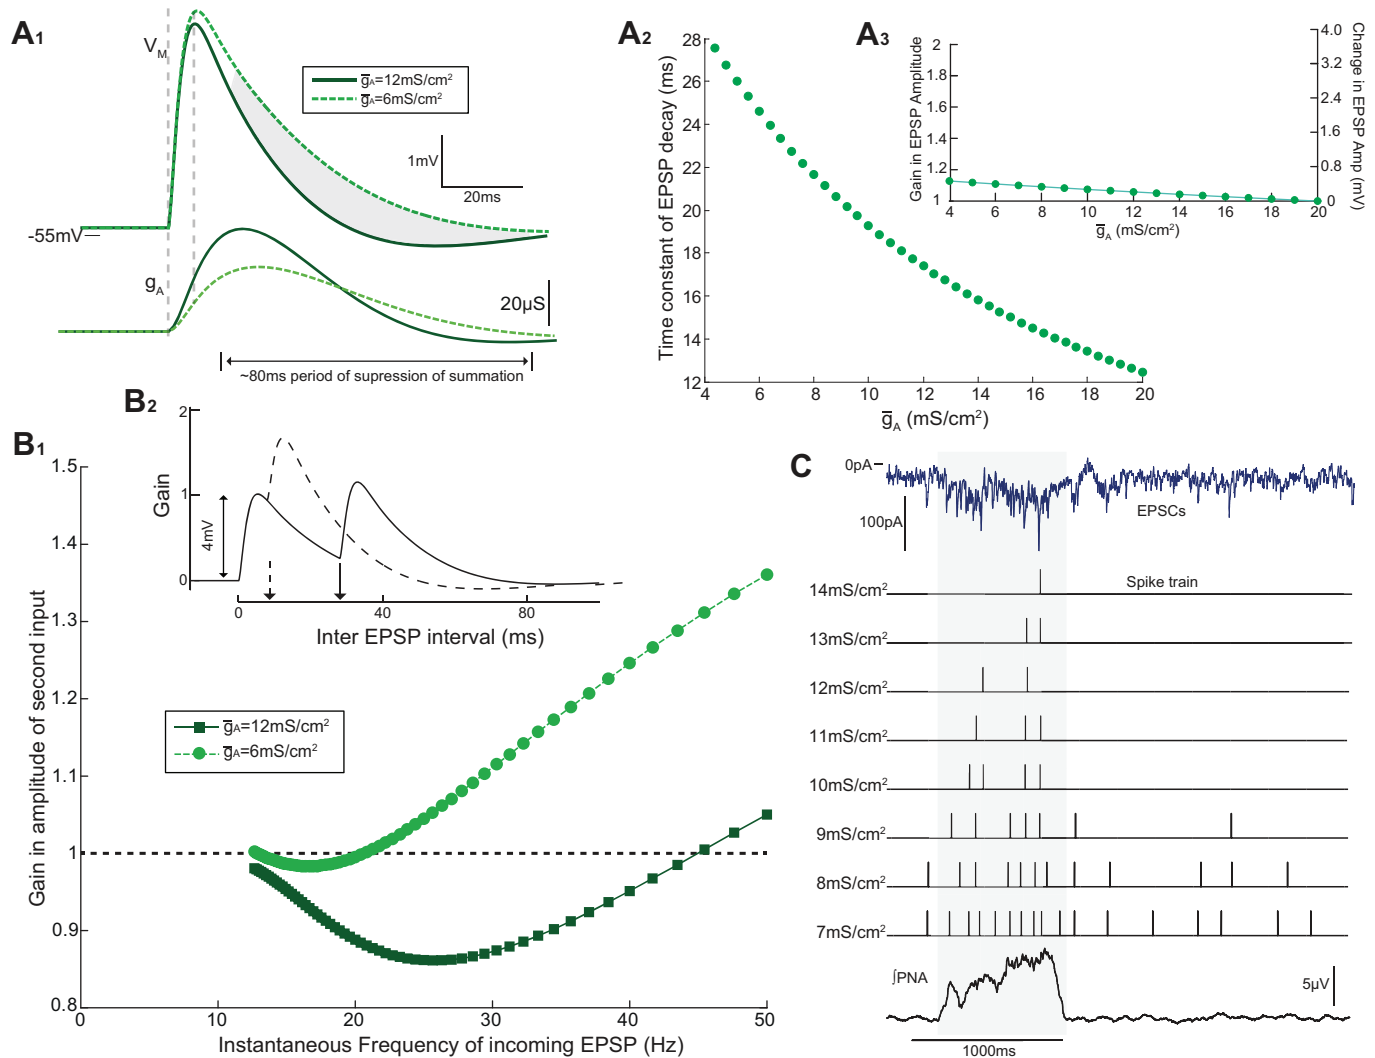 A1
V_M
g̅_A=12mS/cm²
g̅_A=6mS/cm²
1mV
20ms
-55mV
g_A
20µS
~80ms period of supression of summation
A2
Time constant of EPSP decay (ms)
28
26
24
22
20
18
16
14
12
4 6 8 10 12 14 16 18 20
g̅_A (mS/cm²)
A3
Gain in EPSP Amplitude
2
1.8
1.6
1.4
1.2
1
4 6 8 10 12 14 16 18 20
g̅_A (mS/cm²)
4.0
3.2
2.4
1.6
0.8
0
Change in EPSP Amp (mV)
B2
Gain
2
1
0
4mV
0 40 80
Inter EPSP interval (ms)
B1
Gain in amplitude of second input
1.5
1.4
1.3
1.2
1.1
1
0.9
0.8
g̅_A=12mS/cm²
g̅_A=6mS/cm²
0 10 20 30 40 50
Instantaneous Frequency of incoming EPSP (Hz)
C
0pA
100pA
EPSCs
14mS/cm²
Spike train
13mS/cm²
12mS/cm²
11mS/cm²
10mS/cm²
9mS/cm²
8mS/cm²
7mS/cm²
∫PNA
5µV
1000ms